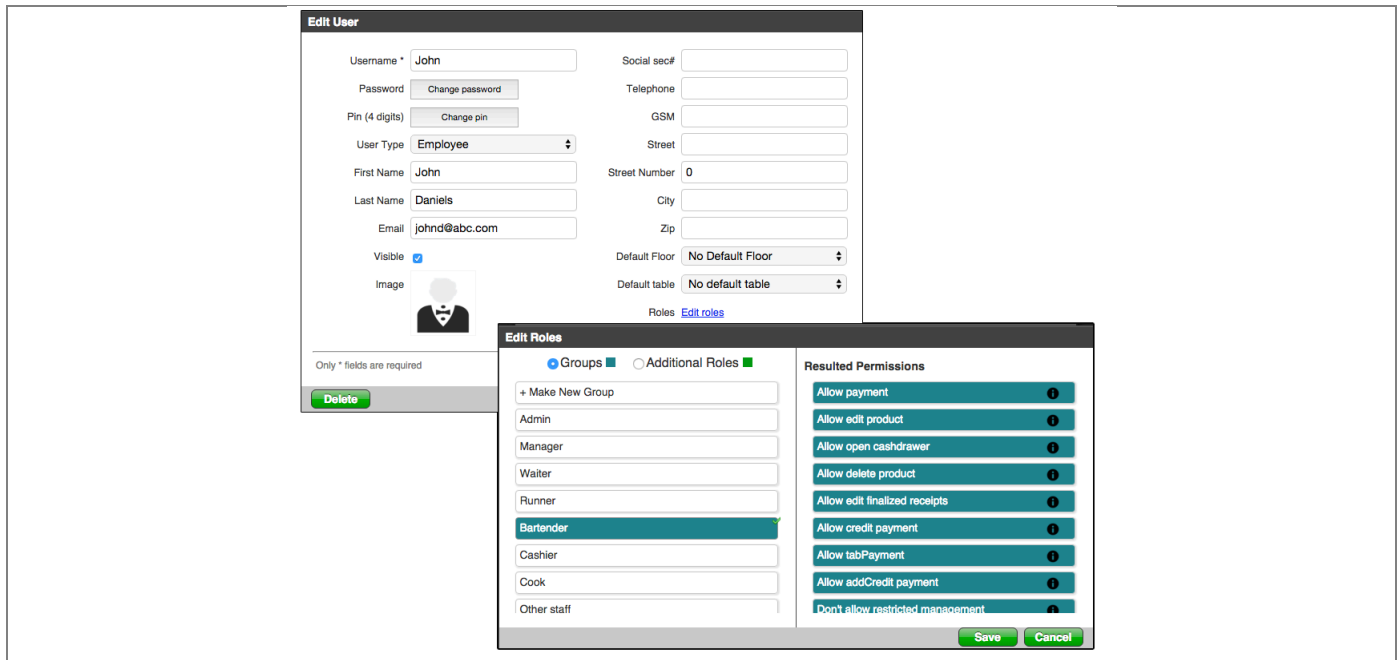 Edit User
Username * John
Password Change password
Pin (4 digits) Change pin
User Type Employee
First Name John
Last Name Daniels
Email johnd@abc.com
Visible
Image
Social sec#
Telephone
GSM
Street
Street Number 0
City
Zip
Default Floor No Default Floor
Default table No default table
Roles Edit roles
Only * fields are required
Delete
Edit Roles
Groups Additional Roles
+ Make New Group
Admin
Manager
Waiter
Runner
Bartender
Cashier
Cook
Other staff
Resulted Permissions
Allow payment
Allow edit product
Allow open cashdrawer
Allow delete product
Allow edit finalized receipts
Allow credit payment
Allow tabPayment
Allow addCredit payment
Don't allow restricted management
Save Cancel